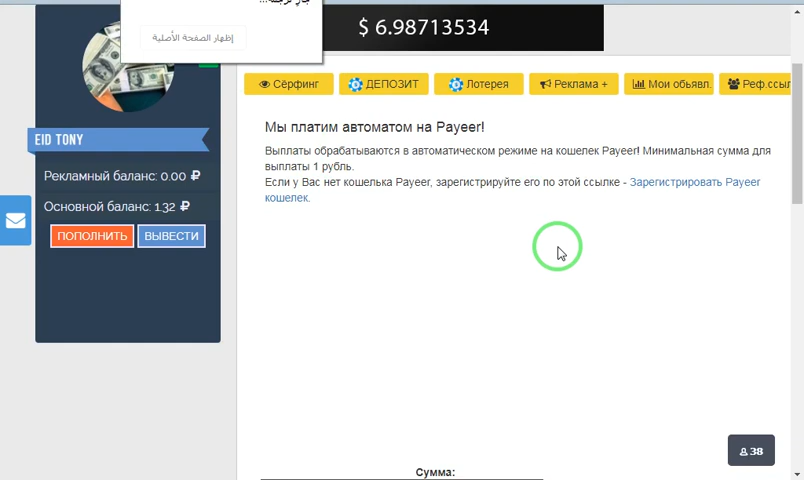 $ 6.98713534
إظهار الصفحة الأصلية
Сёрфинг
ДЕПОЗИТ
Лотерея
Реклама +
Мои обьявл.
Реф.ссыл
EID TONY
Рекламный баланс: 0.00 ₽
Основной баланс: 1.32 ₽
ПОПОЛНИТЬ
ВЫВЕСТИ
Мы платим автоматом на Payeer!
Выплаты обрабатываются в автоматическом режиме на кошелек Payeer! Минимальная сумма для
выплаты 1 рубль.
Если у Вас нет кошелька Payeer, зарегистрируйте его по этой ссылке - Зарегистрировать Payeer
кошелек.
38
Сумма: